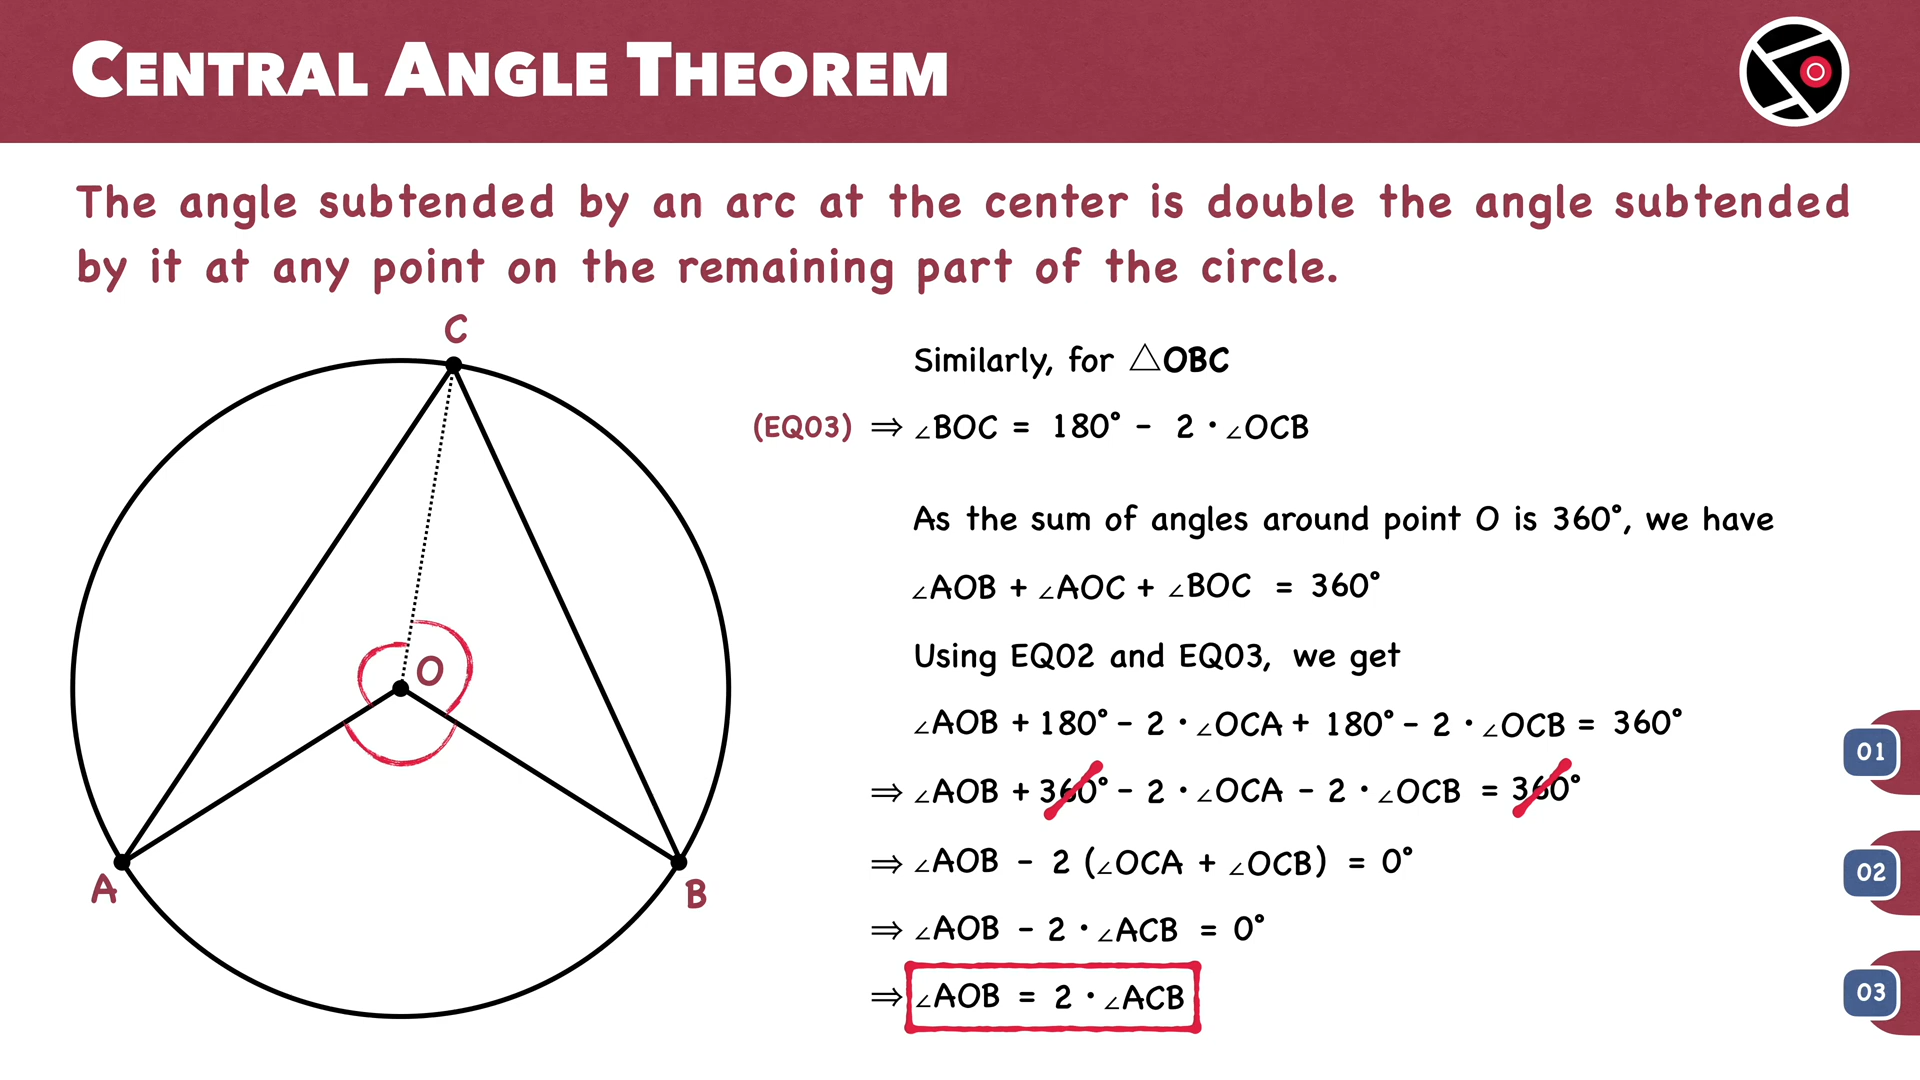 CENTRAL ANGLE THEOREM
The angle subtended by an arc at the center is double the angle subtended
by it at any point on the remaining part of the circle.
C
O
A
B
Similarly, for △OBC
(EQ03) ⇒ ∠BOC = 180° - 2 · ∠OCB
As the sum of angles around point O is 360°, we have
∠AOB + ∠AOC + ∠BOC = 360°
Using EQ02 and EQ03, we get
∠AOB + 180° - 2 · ∠OCA + 180° - 2 · ∠OCB = 360°
⇒ ∠AOB + 360° - 2 · ∠OCA - 2 · ∠OCB = 360°
⇒ ∠AOB - 2 (∠OCA + ∠OCB) = 0°
⇒ ∠AOB - 2 · ∠ACB = 0°
⇒ ∠AOB = 2 · ∠ACB
01
02
03